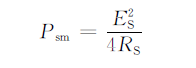 P_sm = E_S^2 / 4R_S